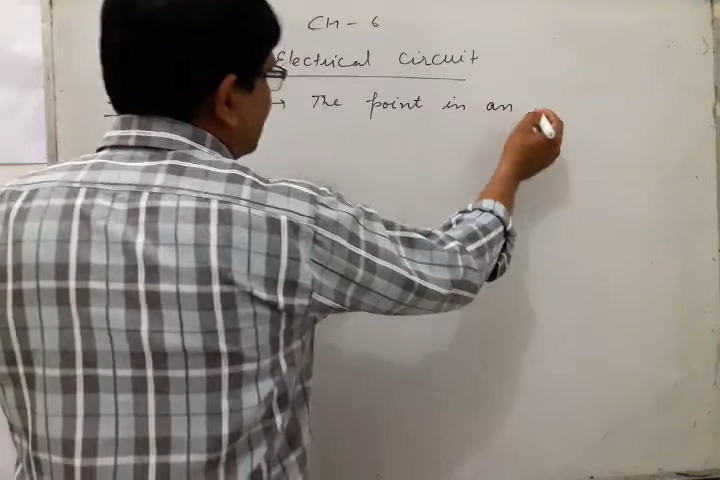 CH - 6
Electrical Circuit
→ The point in an